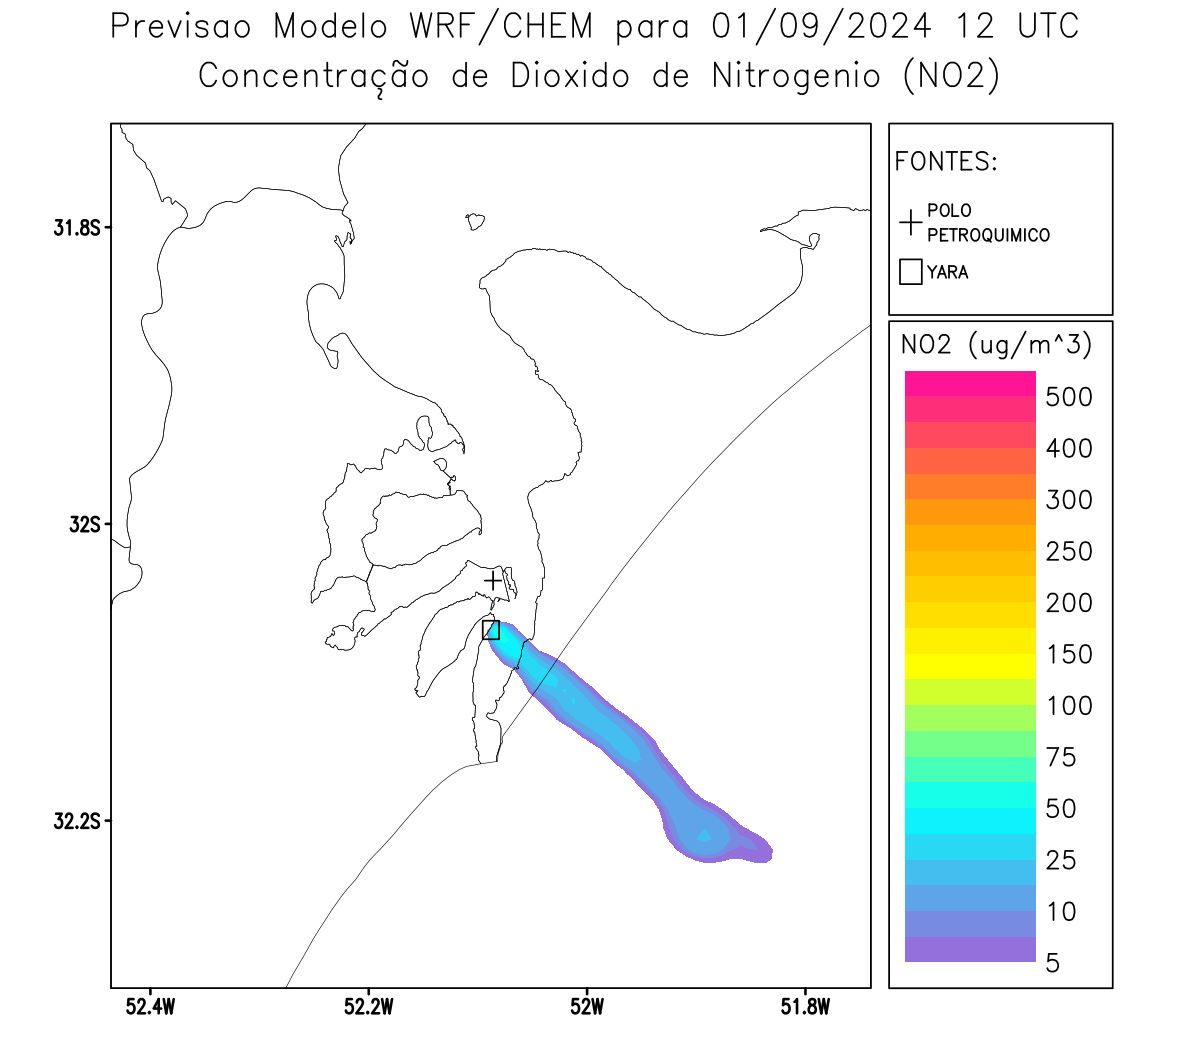 Previsao Modelo WRF/CHEM para 01/09/2024 12 UTC
Concentração de Dioxido de Nitrogenio (NO2)
FONTES:
POLO
PETROQUIMICO
YARA
NO2 (ug/m^3)
500
400
300
250
200
150
100
75
50
25
10
5
31.8S
32S
32.2S
52.4W
52.2W
52W
51.8W